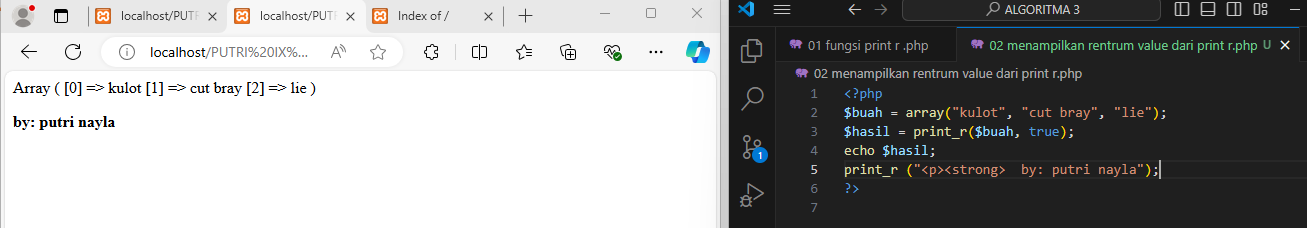 localhost/PUTF
localhost/PUTF
Index of /
localhost/PUTRI%20IX%...
Array ( [0] => kulot [1] => cut bray [2] => lie )
by: putri nayla
ALGORITMA 3
01 fungsi print r .php
02 menampilkan rentrum value dari print r.php U
02 menampilkan rentrum value dari print r.php
1 <?php
2 $buah = array("kulot", "cut bray", "lie");
3 $hasil = print_r($buah, true);
4 echo $hasil;
5 print_r ("<p><strong>  by: putri nayla");
6 ?>
7
1